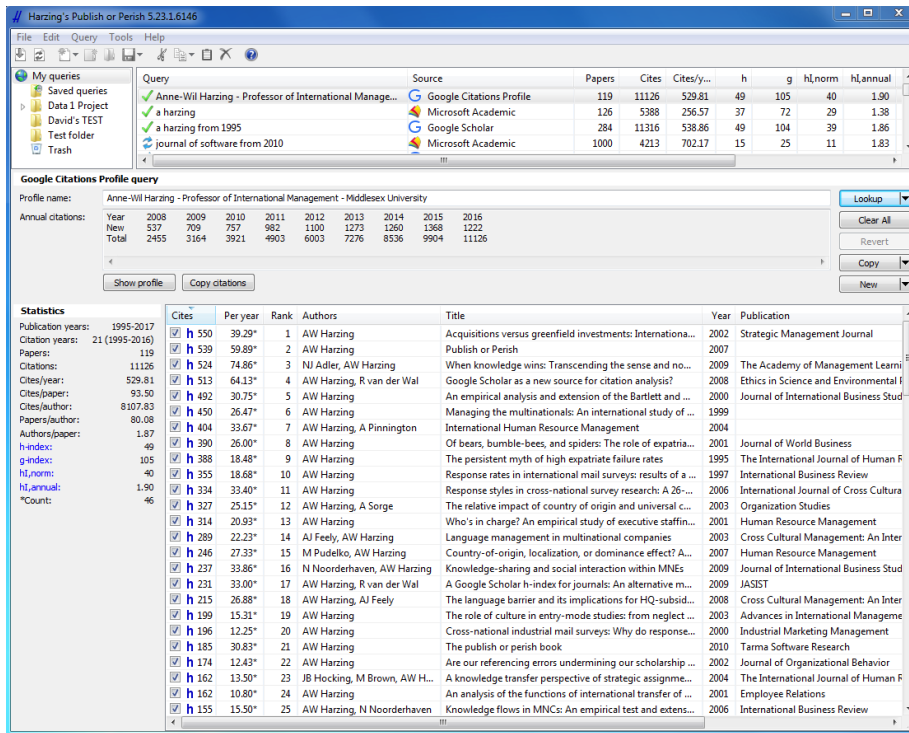 Harzing's Publish or Perish 5.23.1.6146
File Edit Query Tools Help
My queries
Saved queries
Data 1 Project
David's TEST
Test folder
Trash
Query Source Papers Cites Cites/y... h g hI,norm hI,annual
Anne-Wil Harzing - Professor of International Manage... Google Citations Profile 119 11126 529.81 49 105 40 1.90
a harzing Microsoft Academic 126 5388 256.57 37 72 29 1.38
a harzing from 1995 Google Scholar 284 11316 538.86 49 104 39 1.86
journal of software from 2010 Microsoft Academic 1000 4213 702.17 15 25 11 1.83
Google Citations Profile query
Profile name: Anne-Wil Harzing - Professor of International Management - Middlesex University Lookup
Annual citations: Year 2008 2009 2010 2011 2012 2013 2014 2015 2016 Clear All
New 537 709 757 982 1100 1273 1260 1368 1222
Total 2455 3164 3921 4903 6003 7276 8536 9904 11126 Revert
Copy
Show profile Copy citations New
Statistics
Publication years: 1995-2017
Citation years: 21 (1995-2016)
Papers: 119
Citations: 11126
Cites/year: 529.81
Cites/paper: 93.50
Cites/author: 8107.83
Papers/author: 80.08
Authors/paper: 1.87
h-index: 49
g-index: 105
hI,norm: 40
hI,annual: 1.90
*Count: 46
Cites Per year Rank Authors Title Year Publication
h 550 39.29* 1 AW Harzing Acquisitions versus greenfield investments: Internationa... 2002 Strategic Management Journal
h 539 59.89* 2 AW Harzing Publish or Perish 2007
h 524 74.86* 3 NJ Adler, AW Harzing When knowledge wins: Transcending the sense and no... 2009 The Academy of Management Learni
h 513 64.13* 4 AW Harzing, R van der Wal Google Scholar as a new source for citation analysis? 2008 Ethics in Science and Environmental
h 492 30.75* 5 AW Harzing An empirical analysis and extension of the Bartlett and ... 2000 Journal of International Business Stud
h 450 26.47* 6 AW Harzing Managing the multinationals: An international study of ... 1999
h 404 33.67* 7 AW Harzing, A Pinnington International Human Resource Management 2004
h 390 26.00* 8 AW Harzing Of bears, bumble-bees, and spiders: The role of expatria... 2001 Journal of World Business
h 388 18.48* 9 AW Harzing The persistent myth of high expatriate failure rates 1995 The International Journal of Human R
h 355 18.68* 10 AW Harzing Response rates in international mail surveys: results of a ... 1997 International Business Review
h 334 33.40* 11 AW Harzing Response styles in cross-national survey research: A 26-... 2006 International Journal of Cross Cultura
h 327 25.15* 12 AW Harzing, A Sorge The relative impact of country of origin and universal c... 2003 Organization Studies
h 314 20.93* 13 AW Harzing Who's in charge? An empirical study of executive staffin... 2001 Human Resource Management
h 289 22.23* 14 AJ Feely, AW Harzing Language management in multinational companies 2003 Cross Cultural Management: An Inter
h 246 27.33* 15 M Pudelko, AW Harzing Country-of-origin, localization, or dominance effect? A... 2007 Human Resource Management
h 237 33.86* 16 N Noorderhaven, AW Harzing Knowledge-sharing and social interaction within MNEs 2009 Journal of International Business Stud
h 231 33.00* 17 AW Harzing, R van der Wal A Google Scholar h-index for journals: An alternative m... 2009 JASIST
h 215 26.88* 18 AW Harzing, AJ Feely The language barrier and its implications for HQ-subsid... 2008 Cross Cultural Management: An Inter
h 199 15.31* 19 AW Harzing The role of culture in entry-mode studies: from neglect ... 2003 Advances in International Manageme
h 196 12.25* 20 AW Harzing Cross-national industrial mail surveys: Why do response... 2000 Industrial Marketing Management
h 185 30.83* 21 AW Harzing The publish or perish book 2010 Tarma Software Research
h 174 12.43* 22 AW Harzing Are our referencing errors undermining our scholarship ... 2002 Journal of Organizational Behavior
h 162 13.50* 23 JB Hocking, M Brown, AW H... A knowledge transfer perspective of strategic assignme... 2004 The International Journal of Human R
h 162 10.80* 24 AW Harzing An analysis of the functions of international transfer of ... 2001 Employee Relations
h 155 15.50* 25 AW Harzing, N Noorderhaven Knowledge flows in MNCs: An empirical test and extens... 2006 International Business Review